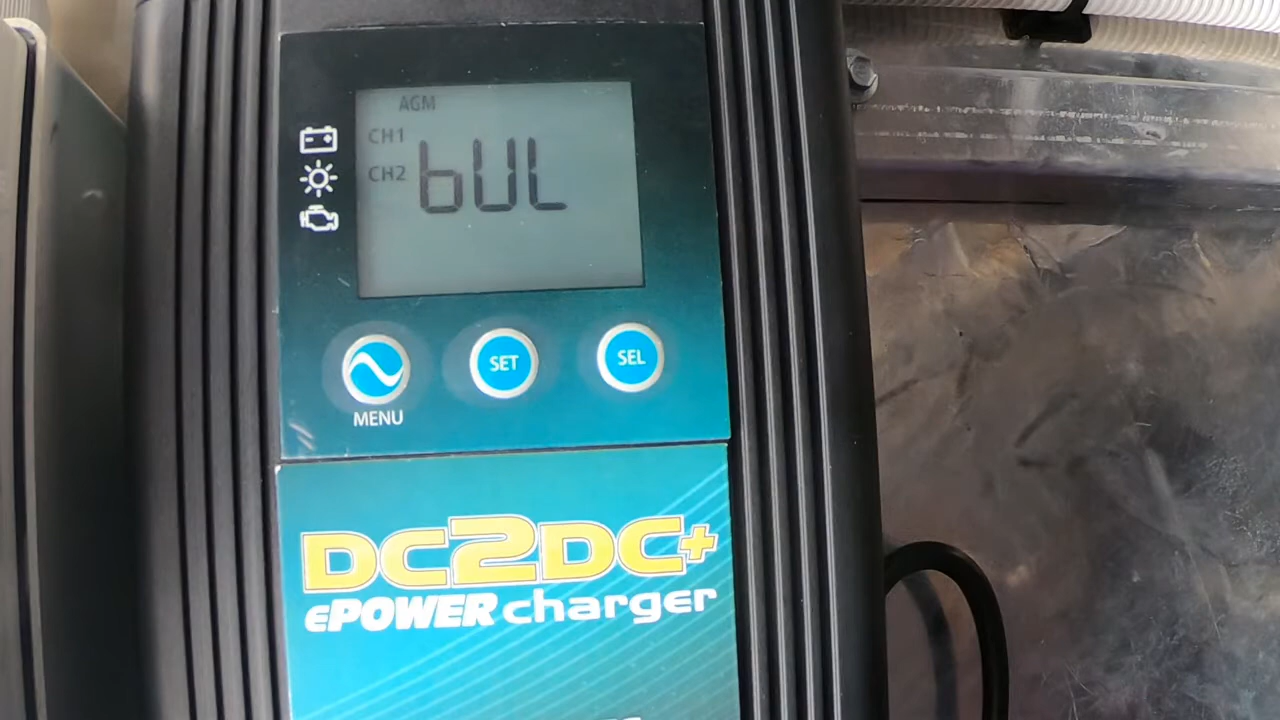 AGM
CH1
CH2 bUL
SET
SEL
MENU
DC2DC+
ePOWER charger